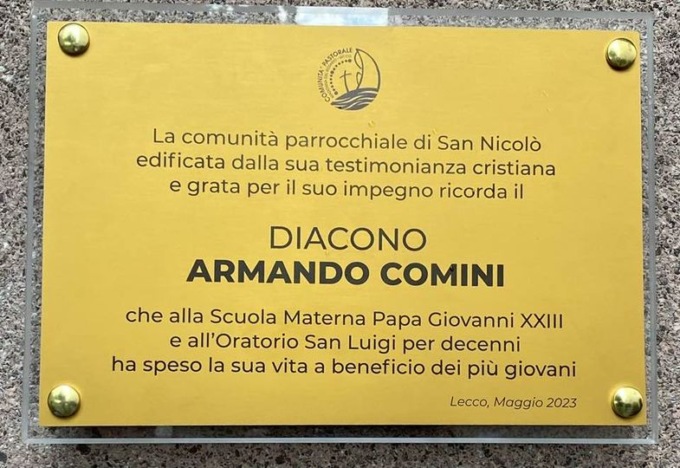 COMUNITÀ PASTORALE
La comunità parrocchiale di San Nicolò
edificata dalla sua testimonianza cristiana
e grata per il suo impegno ricorda il
DIACONO
ARMANDO COMINI
che alla Scuola Materna Papa Giovanni XXIII
e all'Oratorio San Luigi per decenni
ha speso la sua vita a beneficio dei più giovani
Lecco, Maggio 2023